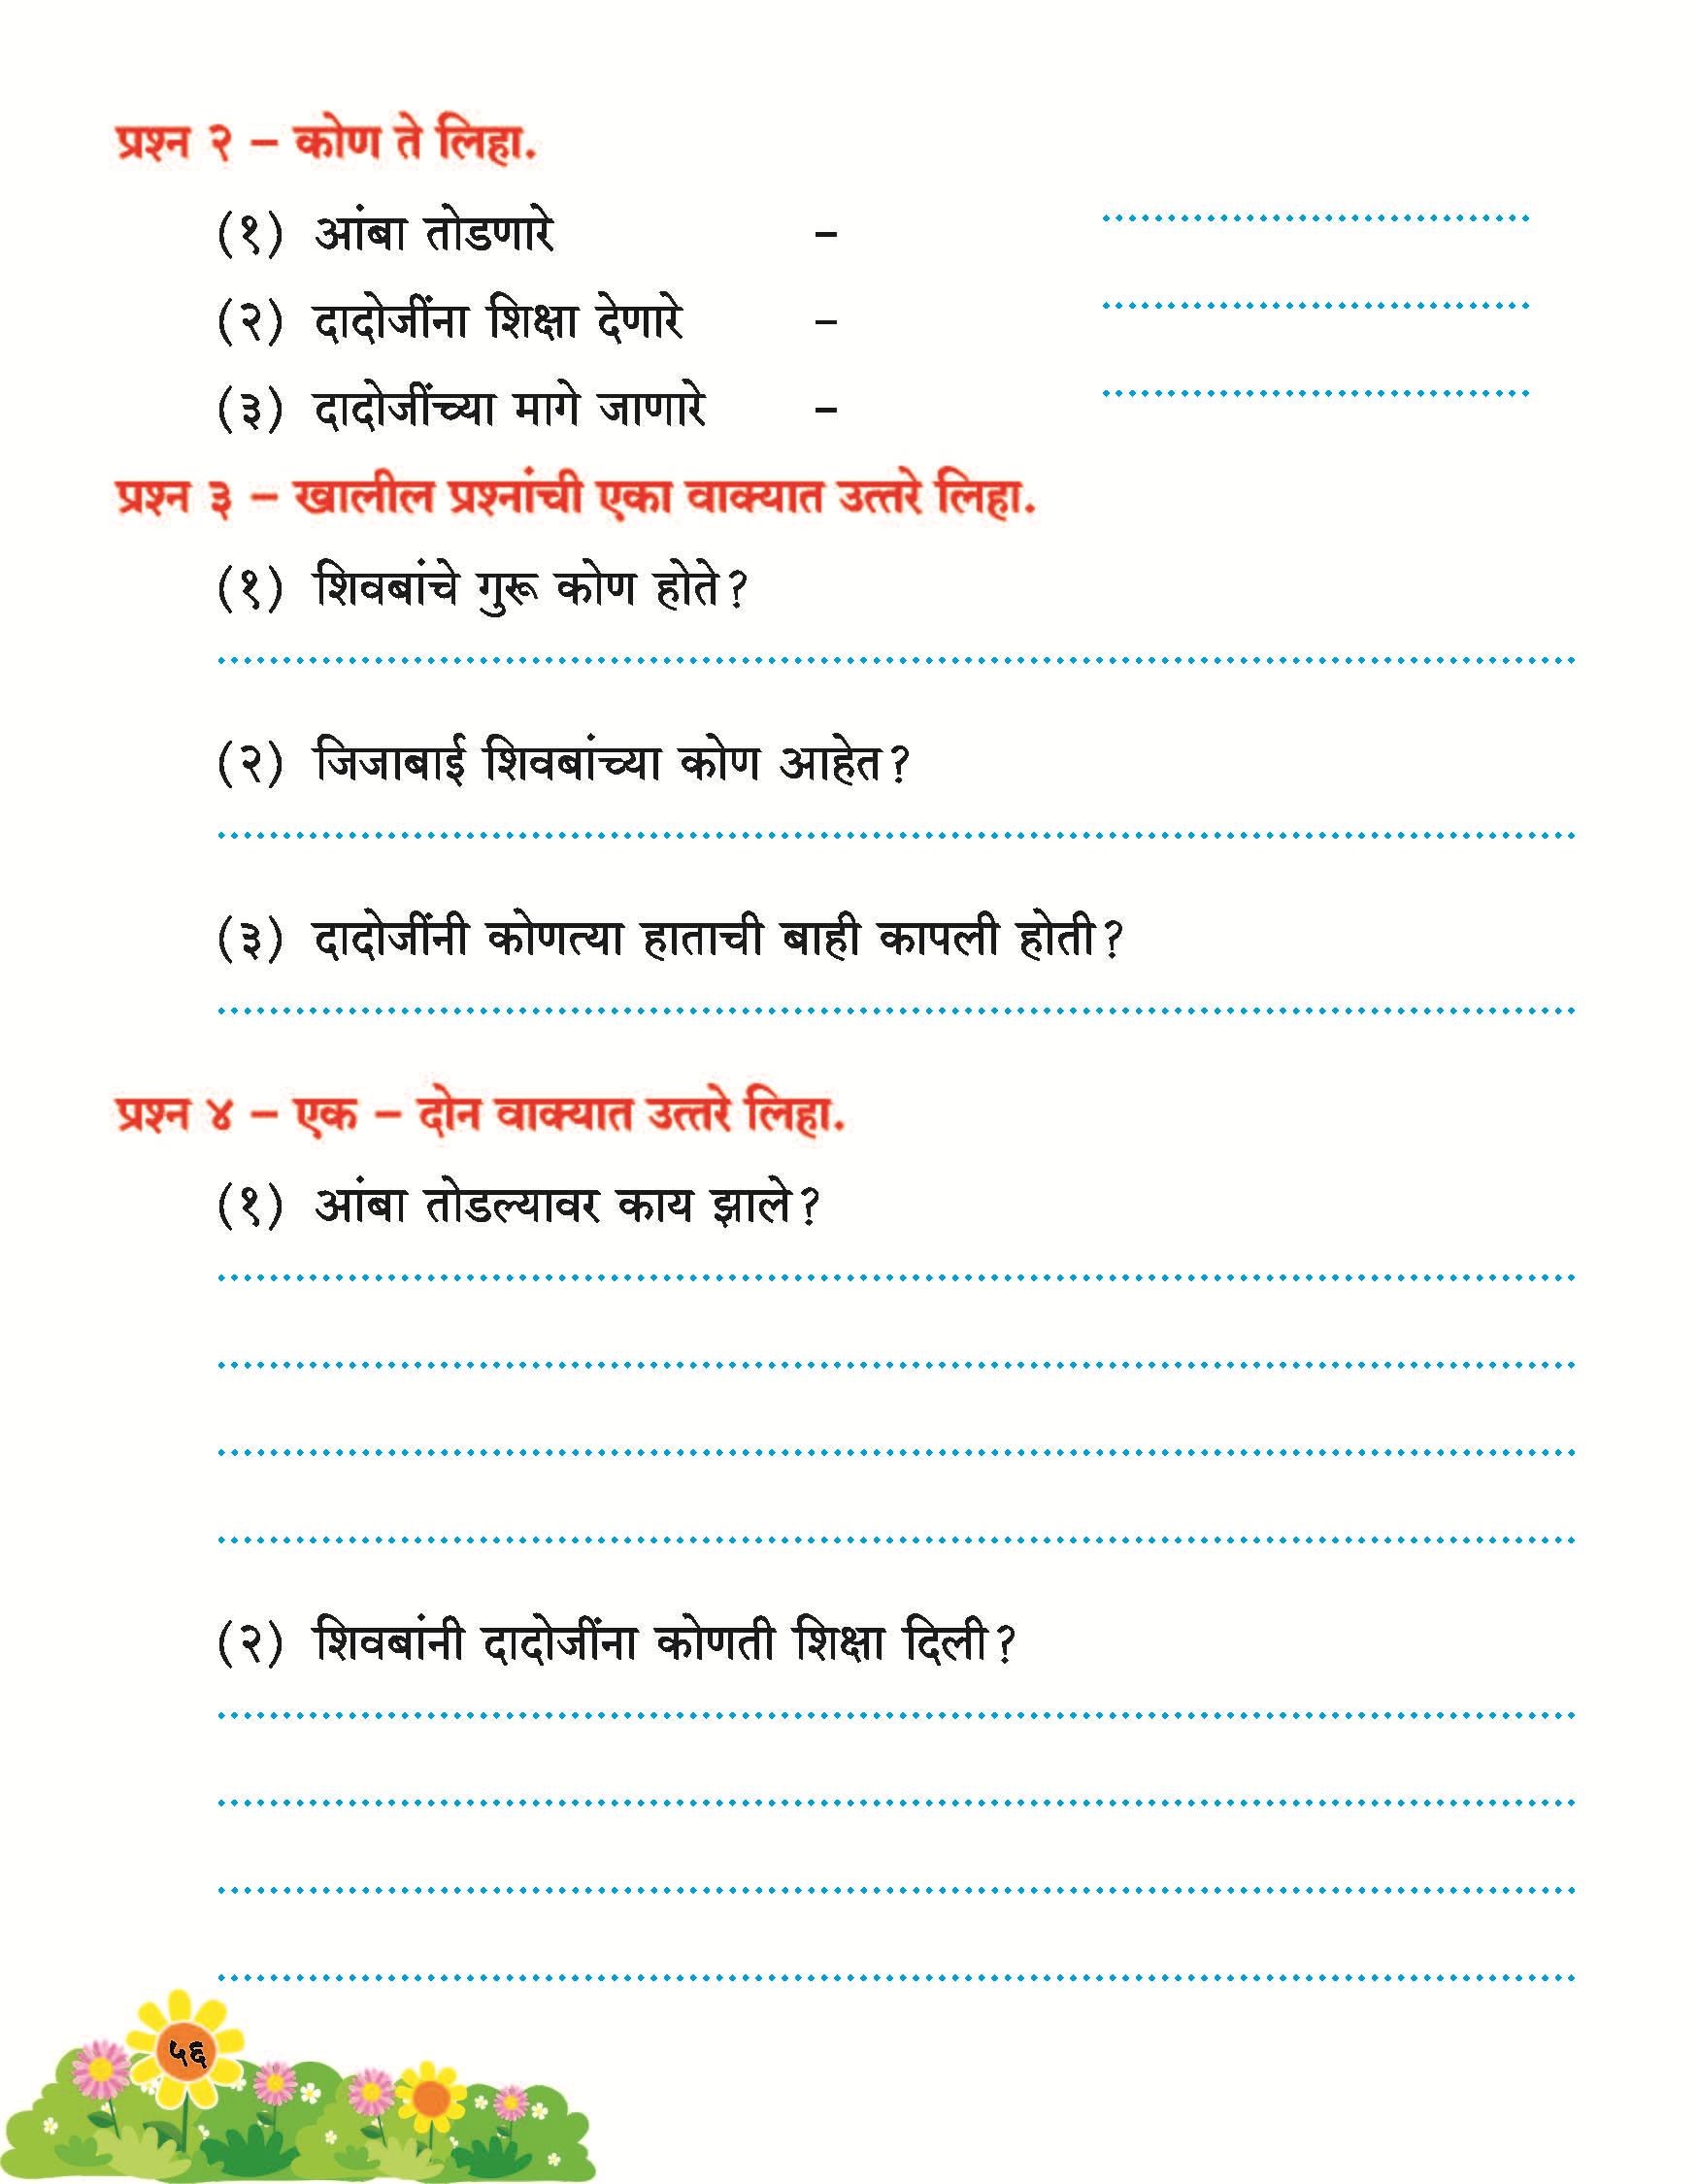 प्रश्न २ – कोण ते लिहा.
(१) आंबा तोडणारे – ................................
(२) दादोजींना शिक्षा देणारे – ................................
(३) दादोजींच्या मागे जाणारे – ................................
प्रश्न ३ – खालील प्रश्नांची एका वाक्यात उत्तरे लिहा.
(१) शिवबांचे गुरू कोण होते?
(२) जिजाबाई शिवबांच्या कोण आहेत?
(३) दादोजींनी कोणत्या हाताची बाही कापली होती?
प्रश्न ४ – एक – दोन वाक्यात उत्तरे लिहा.
(१) आंबा तोडल्यावर काय झाले?
(२) शिवबांनी दादोजींना कोणती शिक्षा दिली?
५६